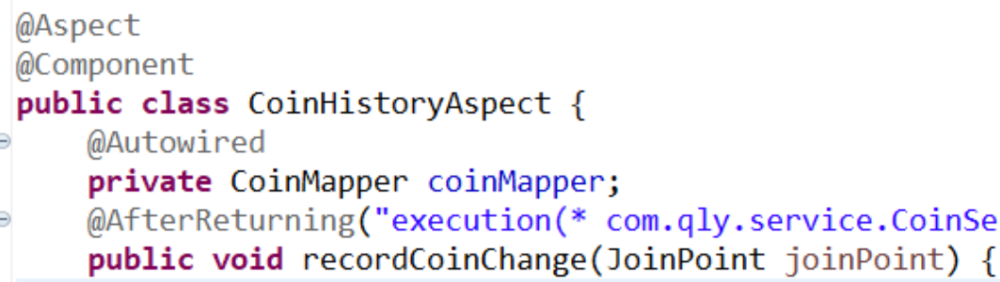 @Aspect
@Component
public class CoinHistoryAspect {
@Autowired
private CoinMapper coinMapper;
@AfterReturning("execution(* com.qly.service.CoinSe
public void recordCoinChange(JoinPoint joinPoint) {